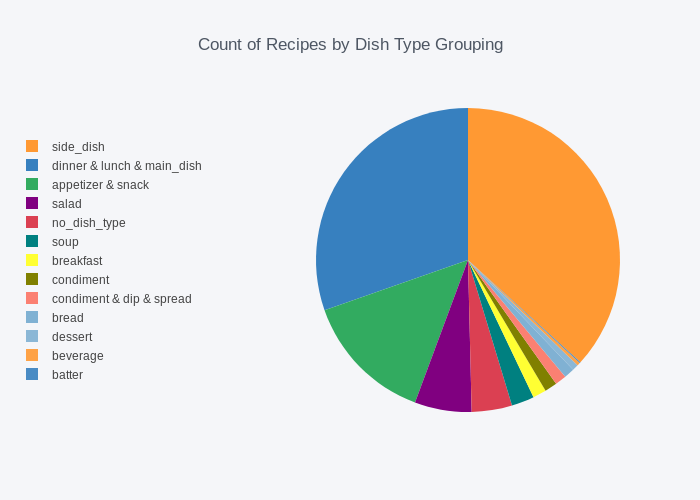 Count of Recipes by Dish Type Grouping
side_dish
dinner & lunch & main_dish
appetizer & snack
salad
no_dish_type
soup
breakfast
condiment
condiment & dip & spread
bread
dessert
beverage
batter